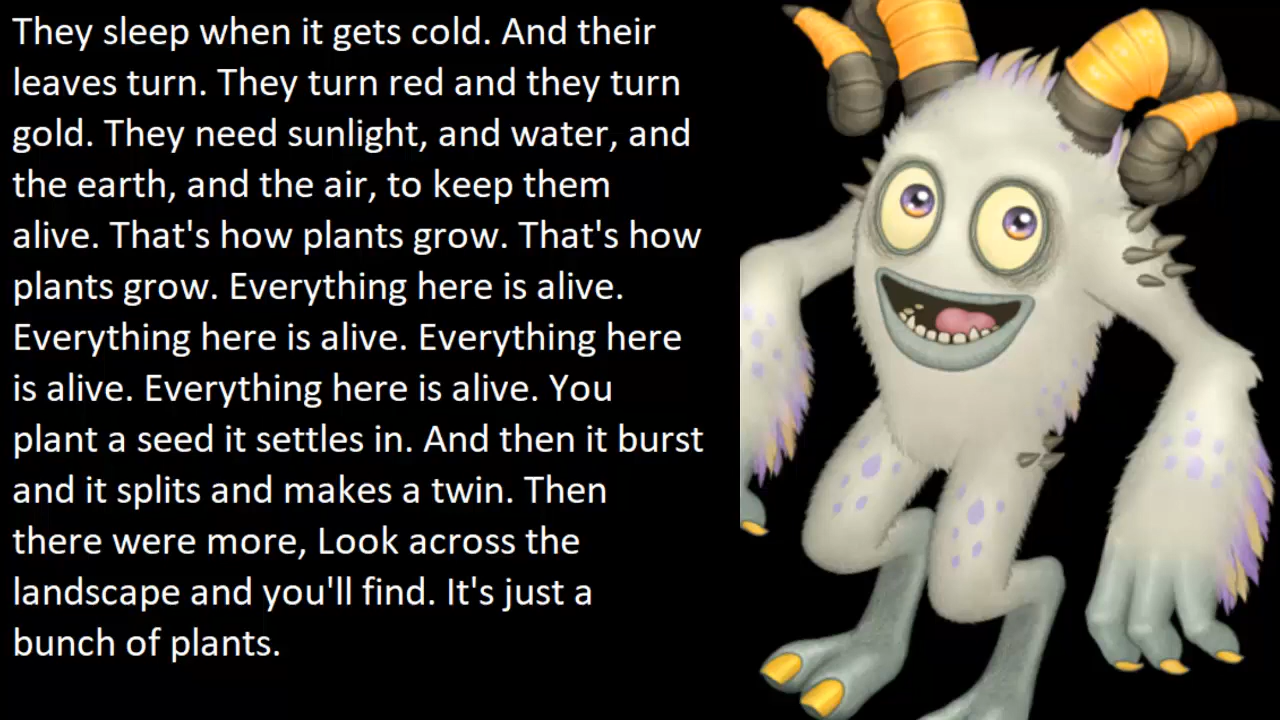 They sleep when it gets cold. And their
leaves turn. They turn red and they turn
gold. They need sunlight, and water, and
the earth, and the air, to keep them
alive. That's how plants grow. That's how
plants grow. Everything here is alive.
Everything here is alive. Everything here
is alive. Everything here is alive. You
plant a seed it settles in. And then it burst
and it splits and makes a twin. Then
there were more, Look across the
landscape and you'll find. It's just a
bunch of plants.